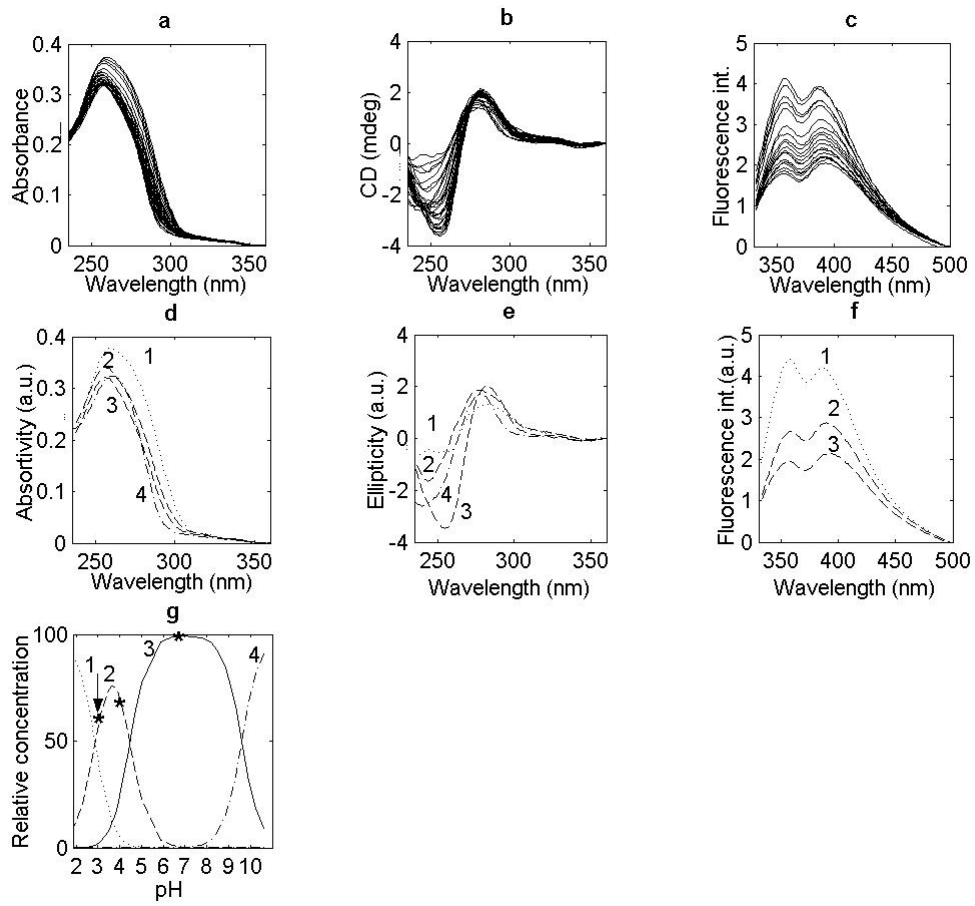 a
b
c
0.4
0.3
0.2
0.1
0
250 300 350
Wavelength (nm)
Absorbance
4
2
0
-2
-4
250 300 350
Wavelength (nm)
CD (mdeg)
5
4
3
2
1
0
350 400 450 500
Wavelength (nm)
Fluorescence int.
d
e
f
0.4
0.3
0.2
0.1
0
1
2
3
4
250 300 350
Wavelength (nm)
Absortivity (a.u.)
4
2
0
-2
-4
1
2
4
3
250 300 350
Wavelength (nm)
Ellipticity (a.u.)
5
4
3
2
1
0
1
2
3
350 400 450 500
Wavelength (nm)
Fluorescence int.(a.u.)
g
100
50
0
1
2
3
4
* * *
2 3 4 5 6 7 8 9 10
pH
Relative concentration